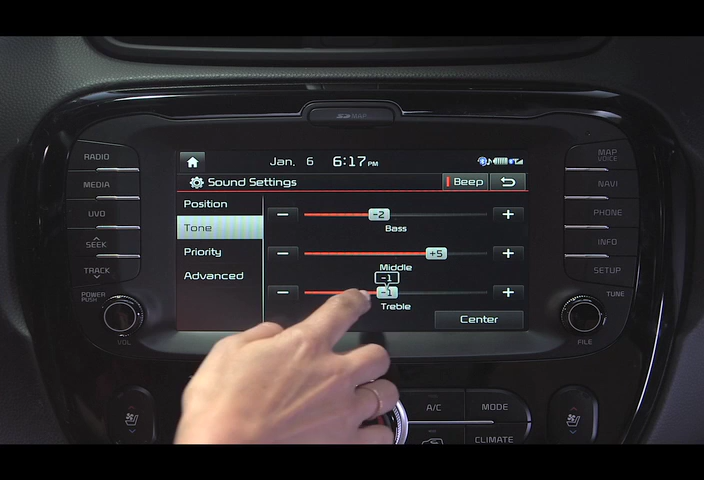 SD MAP
RADIO
MEDIA
UVO
SEEK
TRACK
POWER
PUSH
VOL
Jan. 6 6:17 PM
Sound Settings
Beep
Position
Tone
Priority
Advanced
-2
Bass
+5
Middle
-1
-1
Treble
Center
MAP
VOICE
NAVI
PHONE
INFO
SETUP
TUNE
FILE
A/C
MODE
CLIMATE